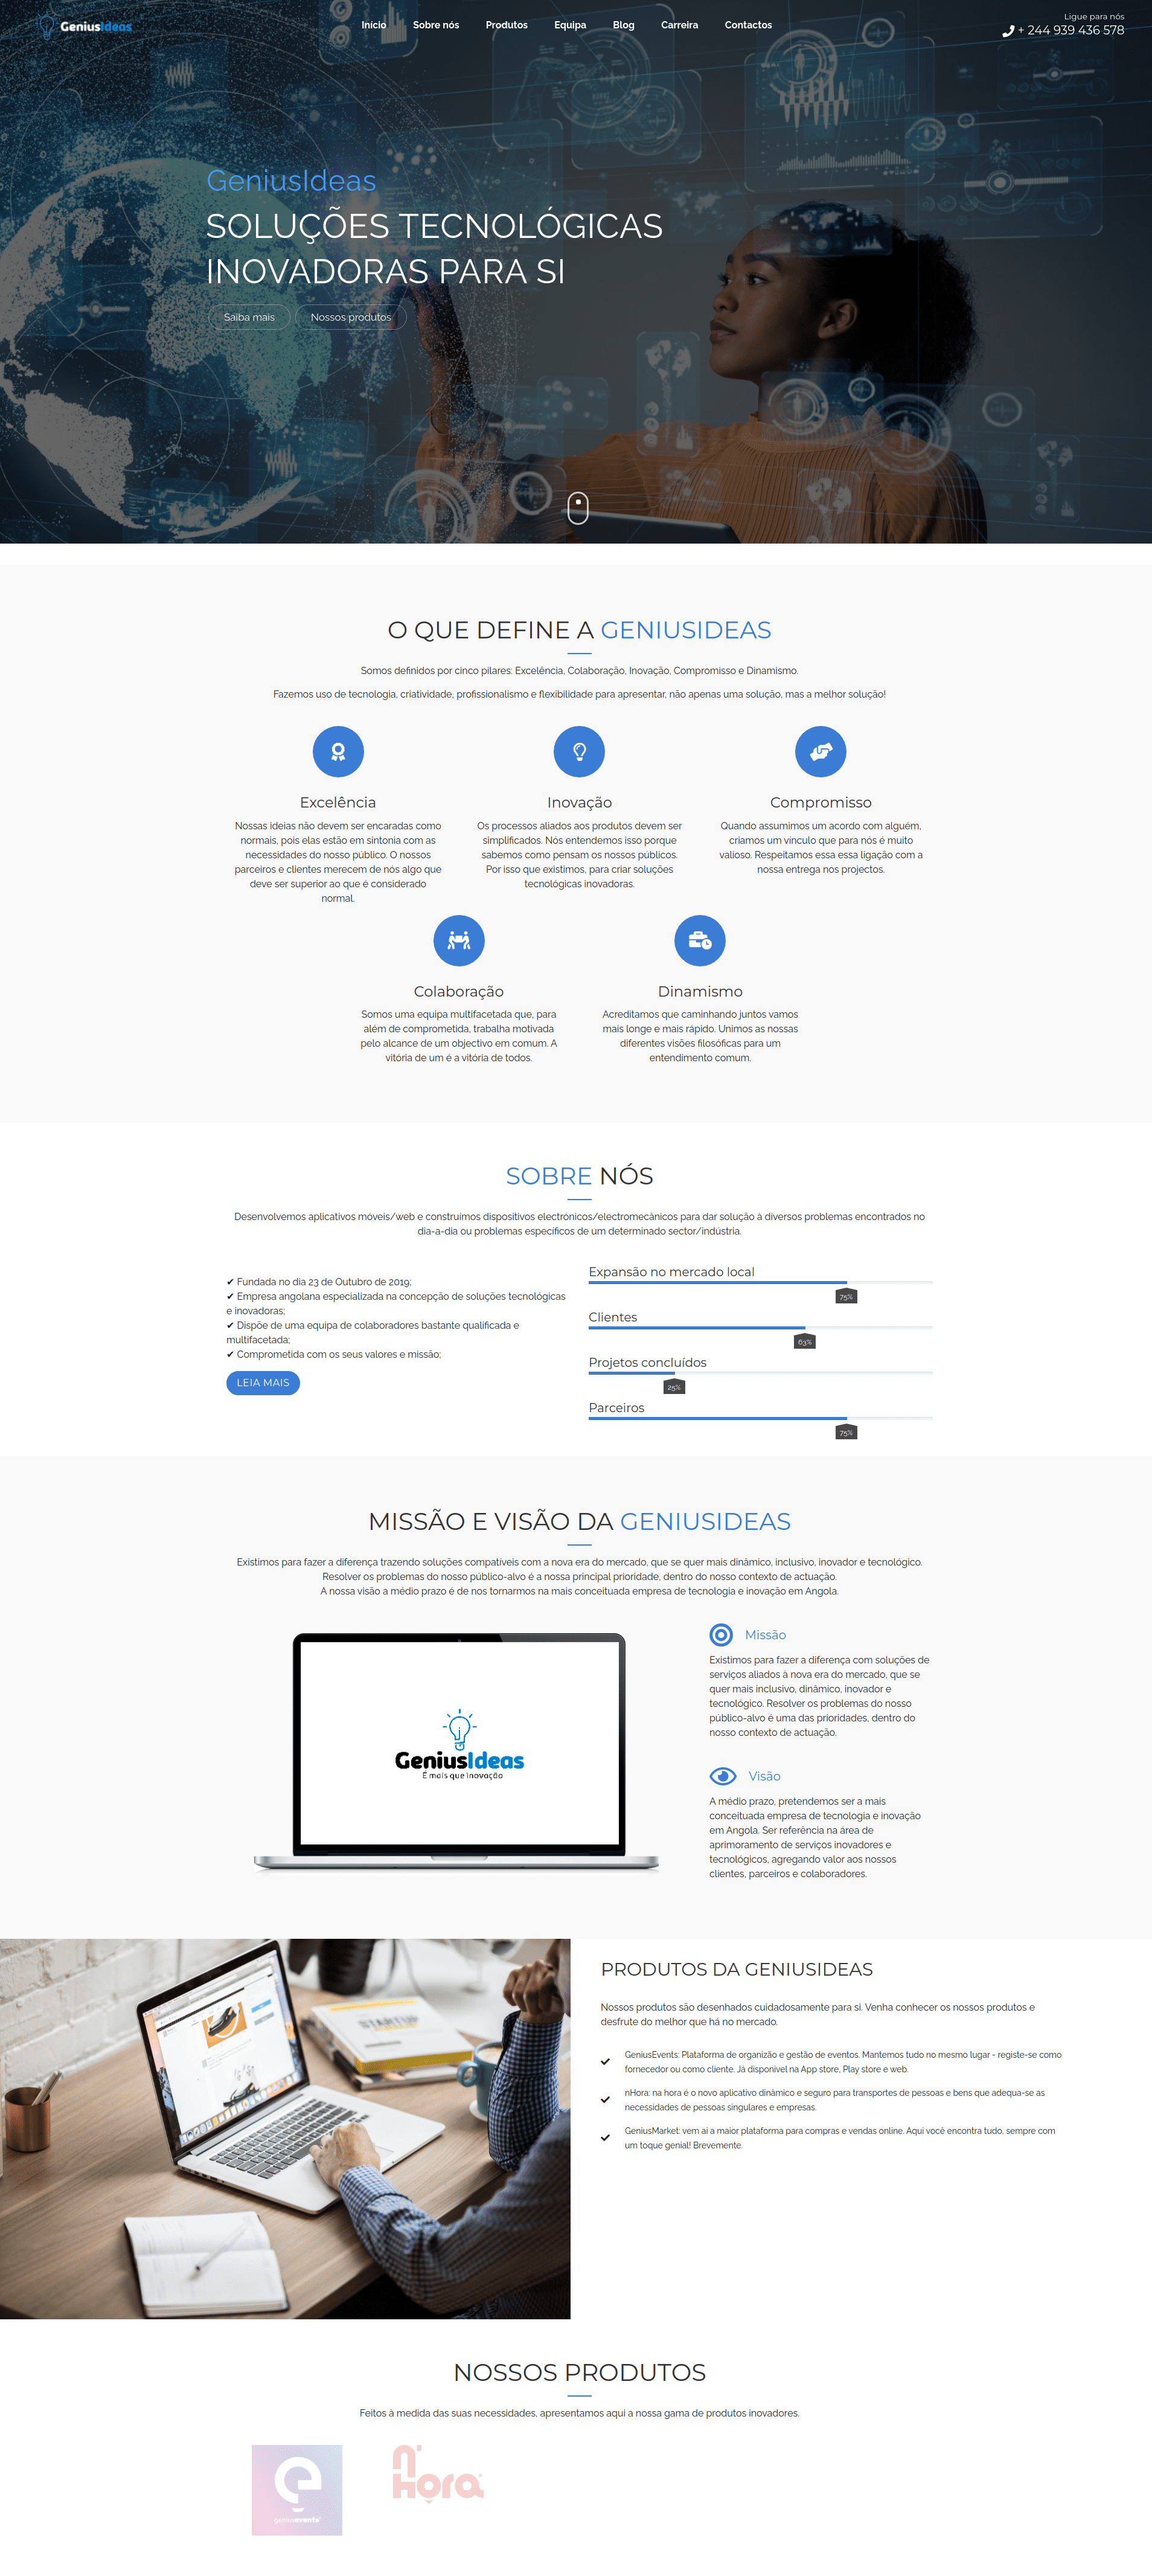 GeniusIdeas
Início Sobre nós Produtos Equipa Blog Carreira Contactos
Ligue para nós
+ 244 939 436 578
GeniusIdeas
SOLUÇÕES TECNOLÓGICAS
INOVADORAS PARA SI
Saiba mais
Nossos produtos
O QUE DEFINE A GENIUSIDEAS
Somos definidos por cinco pilares: Excelência, Colaboração, Inovação, Compromisso e Dinamismo.
Fazemos uso de tecnologia, criatividade, profissionalismo e flexibilidade para apresentar, não apenas uma solução, mas a melhor solução!
Excelência
Nossas ideias não devem ser encaradas como
normais, pois elas estão em sintonia com as
necessidades do nosso público. O nossos
parceiros e clientes merecem de nós algo que
deve ser superior ao que é considerado
normal.
Inovação
Os processos aliados aos produtos devem ser
simplificados. Nós entendemos isso porque
sabemos como pensam os nossos públicos.
Por isso que existimos, para criar soluções
tecnológicas inovadoras.
Compromisso
Quando assumimos um acordo com alguém,
criamos um vínculo que para nós é muito
valioso. Respeitamos essa essa ligação com a
nossa entrega nos projectos.
Colaboração
Somos uma equipa multifacetada que, para
além de comprometida, trabalha motivada
pelo alcance de um objectivo em comum. A
vitória de um é a vitória de todos.
Dinamismo
Acreditamos que caminhando juntos vamos
mais longe e mais rápido. Unimos as nossas
diferentes visões filosóficas para um
entendimento comum.
SOBRE NÓS
Desenvolvemos aplicativos móveis/web e construímos dispositivos electrónicos/electromecânicos para dar solução à diversos problemas encontrados no
dia-a-dia ou problemas específicos de um determinado sector/indústria.
✔ Fundada no dia 23 de Outubro de 2019;
✔ Empresa angolana especializada na concepção de soluções tecnológicas
e inovadoras;
✔ Dispõe de uma equipa de colaboradores bastante qualificada e
multifacetada;
✔ Comprometida com os seus valores e missão;
LEIA MAIS
Expansão no mercado local
75%
Clientes
63%
Projetos concluídos
25%
Parceiros
75%
MISSÃO E VISÃO DA GENIUSIDEAS
Existimos para fazer a diferença trazendo soluções compatíveis com a nova era do mercado, que se quer mais dinâmico, inclusivo, inovador e tecnológico.
Resolver os problemas do nosso público-alvo é a nossa principal prioridade, dentro do nosso contexto de actuação.
A nossa visão a médio prazo é de nos tornarmos na mais conceituada empresa de tecnologia e inovação em Angola.
GeniusIdeas
É mais que inovação
Missão
Existimos para fazer a diferença com soluções de
serviços aliados à nova era do mercado, que se
quer mais inclusivo, dinâmico, inovador e
tecnológico. Resolver os problemas do nosso
público-alvo é uma das prioridades, dentro do
nosso contexto de actuação.
Visão
A médio prazo, pretendemos ser a mais
conceituada empresa de tecnologia e inovação
em Angola. Ser referência na área de
aprimoramento de serviços inovadores e
tecnológicos, agregando valor aos nossos
clientes, parceiros e colaboradores.
STARTUP
PRODUTOS DA GENIUSIDEAS
Nossos produtos são desenhados cuidadosamente para si. Venha conhecer os nossos produtos e
desfrute do melhor que há no mercado.
GeniusEvents: Plataforma de organizão e gestão de eventos. Mantemos tudo no mesmo lugar - registe-se como
fornecedor ou como cliente. Já disponível na App store, Play store e web.
nHora: na hora é o novo aplicativo dinâmico e seguro para transportes de pessoas e bens que adequa-se as
necessidades de pessoas singulares e empresas.
GeniusMarket: vem ai a maior plataforma para compras e vendas online. Aqui você encontra tudo, sempre com
um toque genial! Brevemente.
NOSSOS PRODUTOS
Feitos à medida das suas necessidades, apresentamos aqui a nossa gama de produtos inovadores.
geniusevents
n'
Hora